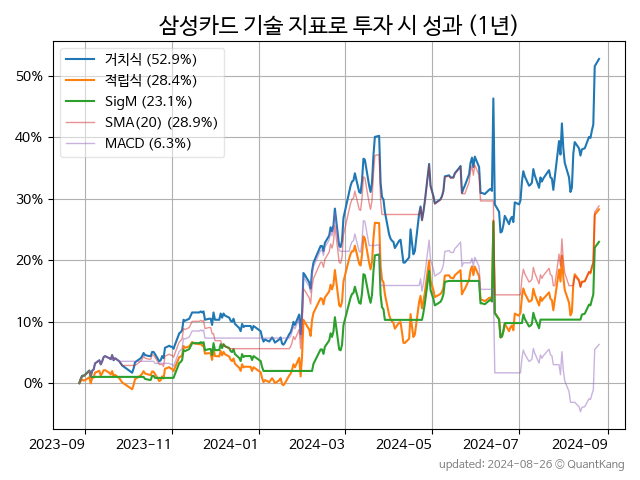 삼성카드 기술 지표로 투자 시 성과 (1년)
거치식 (52.9%)
적립식 (28.4%)
SigM (23.1%)
SMA(20) (28.9%)
MACD (6.3%)
50%
40%
30%
20%
10%
0%
2023-09 2023-11 2024-01 2024-03 2024-05 2024-07 2024-09
updated: 2024-08-26 © QuantKang